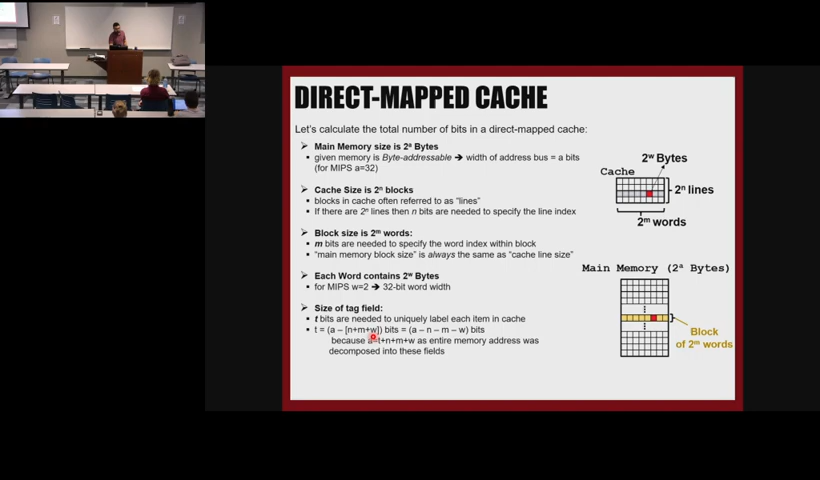 DIRECT-MAPPED CACHE
Let's calculate the total number of bits in a direct-mapped cache:
➢ Main Memory size is 2ᵃ Bytes
▪ given memory is Byte-addressable ➔ width of address bus = a bits
(for MIPS a=32)
➢ Cache Size is 2ⁿ blocks
▪ blocks in cache often referred to as "lines"
▪ If there are 2ⁿ lines then n bits are needed to specify the line index
➢ Block size is 2ᵐ words:
▪ m bits are needed to specify the word index within block
▪ "main memory block size" is always the same as "cache line size"
➢ Each Word contains 2ʷ Bytes
▪ for MIPS w=2 ➔ 32-bit word width
➢ Size of tag field:
▪ t bits are needed to uniquely label each item in cache
▪ t = (a – [n+m+w]) bits = (a – n – m – w) bits
because a=t+n+m+w as entire memory address was
decomposed into these fields
2ʷ Bytes
Cache
2ⁿ lines
2ᵐ words
Main Memory (2ᵃ Bytes)
Block
of 2ᵐ words